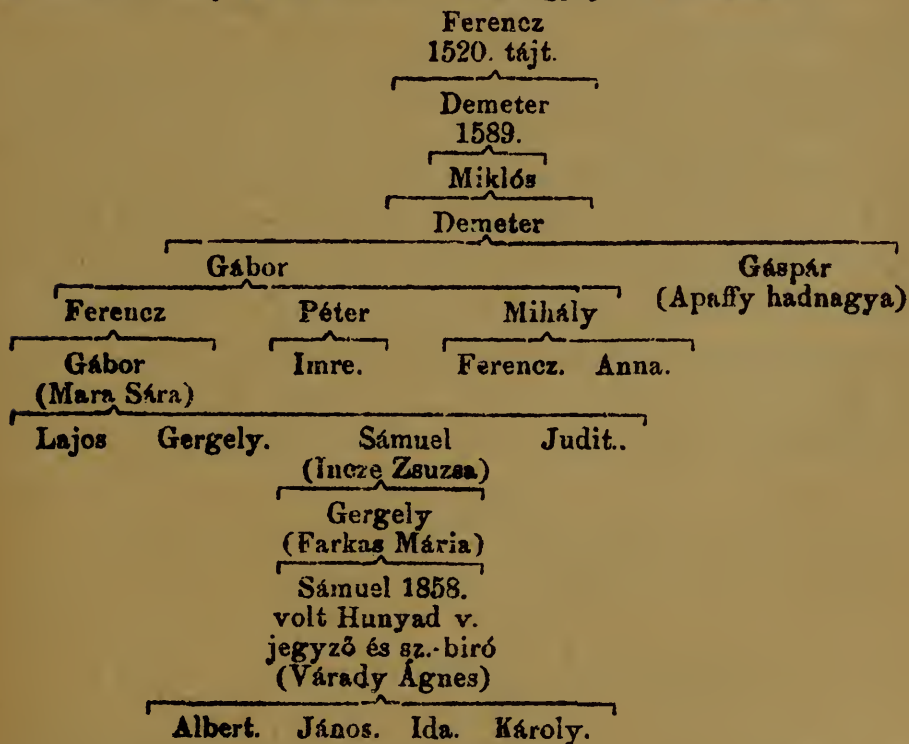 Ferencz
1520. tájt.
Demeter
1589.
Miklós
Demeter
Gábor Gáspár
(Apaffy hadnagya)
Ferencz Péter Mihály
Gábor Imre. Ferencz. Anna.
(Mara Sára)
Lajos Gergely. Sámuel Judit..
(Incze Zsuzsa)
Gergely
(Farkas Mária)
Sámuel 1858.
volt Hunyad v.
jegyző és sz.-biró
(Várady Ágnes)
Albert. János. Ida. Károly.